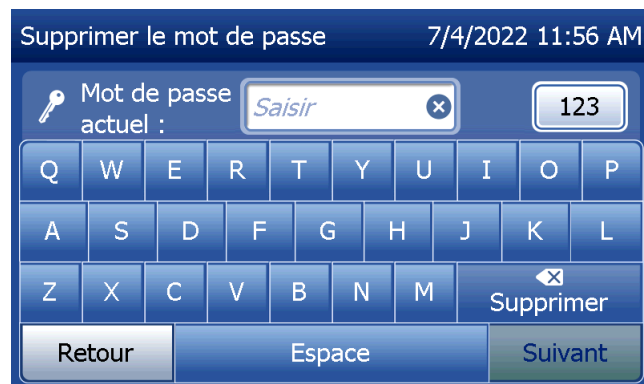 Supprimer le mot de passe 7/4/2022 11:56 AM
Mot de passe
actuel :
Saisir
123
Q W E R T Y U I O P
A S D F G H J K L
Z X C V B N M Supprimer
Retour Espace Suivant